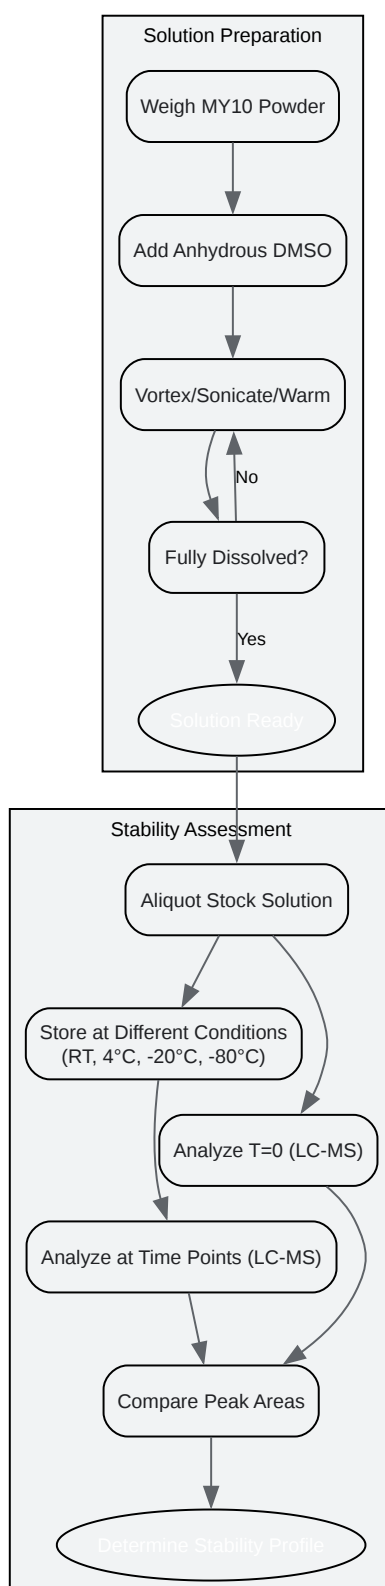 Solution Preparation
Weigh MY10 Powder
Add Anhydrous DMSO
Vortex/Sonicate/Warm
No
Fully Dissolved?
Yes
Solution Ready
Stability Assessment
Aliquot Stock Solution
Store at Different Conditions
(RT, 4°C, -20°C, -80°C)
Analyze T=0 (LC-MS)
Analyze at Time Points (LC-MS)
Compare Peak Areas
Determine Stability Profile